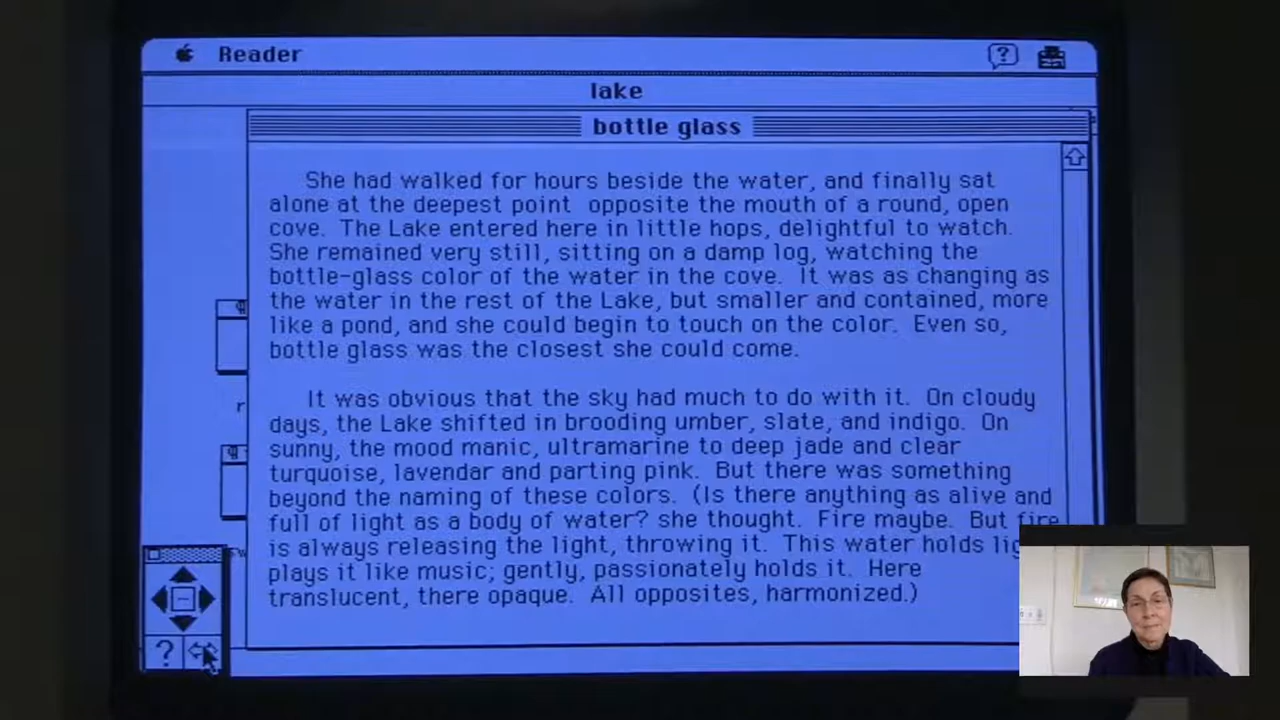 Reader
lake
bottle glass
She had walked for hours beside the water, and finally sat
alone at the deepest point opposite the mouth of a round, open
cove. The Lake entered here in little hops, delightful to watch.
She remained very still, sitting on a damp log, watching the
bottle-glass color of the water in the cove. It was as changing as
the water in the rest of the Lake, but smaller and contained, more
like a pond, and she could begin to touch on the color. Even so,
bottle glass was the closest she could come.
It was obvious that the sky had much to do with it. On cloudy
days, the Lake shifted in brooding umber, slate, and indigo. On
sunny, the mood manic, ultramarine to deep jade and clear
turquoise, lavendar and parting pink. But there was something
beyond the naming of these colors. (Is there anything as alive and
full of light as a body of water? she thought. Fire maybe. But fire
is always releasing the light, throwing it. This water holds
plays it like music; gently, passionately holds it. Here
translucent, there opaque. All opposites, harmonized.)
?